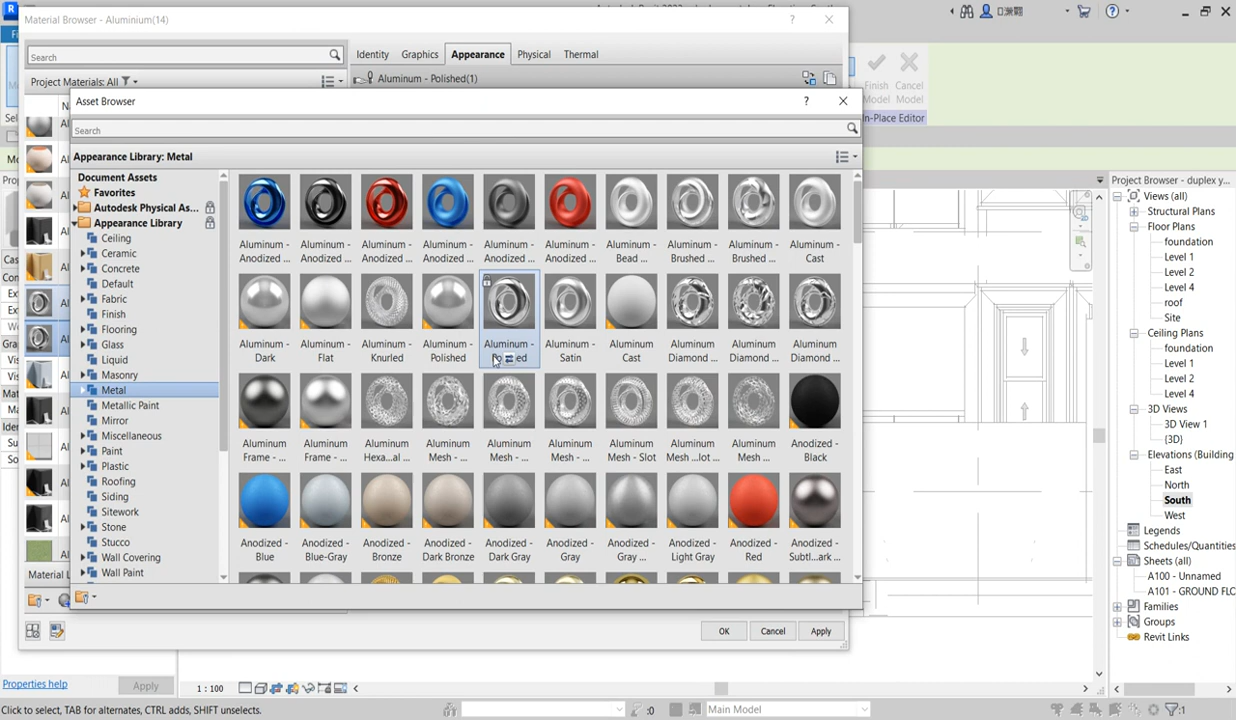 Material Browser - Aluminium(14)
?
Search
Identity Graphics Appearance Physical Thermal
Project Materials: All
Aluminum - Polished(1)
Finish Model
Cancel Model
In-Place Editor
Asset Browser
?
Search
Appearance Library: Metal
Document Assets
Favorites
Autodesk Physical As...
Appearance Library
Ceiling
Ceramic
Concrete
Default
Fabric
Finish
Flooring
Glass
Liquid
Masonry
Metal
Metallic Paint
Mirror
Miscellaneous
Paint
Plastic
Roofing
Siding
Sitework
Stone
Stucco
Wall Covering
Wall Paint
Aluminum - Anodized ...
Aluminum - Anodized ...
Aluminum - Anodized ...
Aluminum - Anodized ...
Aluminum - Anodized ...
Aluminum - Anodized ...
Aluminum - Bead ...
Aluminum - Brushed ...
Aluminum - Brushed ...
Aluminum - Cast
Aluminum - Dark
Aluminum - Flat
Aluminum - Knurled
Aluminum - Polished
Aluminum -
Aluminum - Satin
Aluminum Cast
Aluminum Diamond ...
Aluminum Diamond ...
Aluminum Diamond ...
Aluminum Frame - ...
Aluminum Frame - ...
Aluminum Hexa...al ...
Aluminum Mesh - ...
Aluminum Mesh - ...
Aluminum Mesh - ...
Aluminum Mesh - Slot
Aluminum Mesh ...lot ...
Aluminum Mesh ...
Anodized - Black
Anodized - Blue
Anodized - Blue-Gray
Anodized - Bronze
Anodized - Dark Bronze
Anodized - Dark Gray
Anodized - Gray
Anodized - Gray ...
Anodized - Light Gray
Anodized - Red
Anodized - Subtl...ark ...
OK Cancel Apply
Project Browser - duplex y...
Views (all)
Structural Plans
Floor Plans
foundation
Level 1
Level 2
Level 4
roof
Site
Ceiling Plans
foundation
Level 1
Level 2
Level 4
3D Views
3D View 1
{3D}
Elevations (Building
East
North
South
West
Legends
Schedules/Quantities
Sheets (all)
A100 - Unnamed
A101 - GROUND FLO
Families
Groups
Revit Links
Properties help
Apply
1 : 100
Click to select, TAB for alternates, CTRL adds, SHIFT unselects.
:0
Main Model
:1